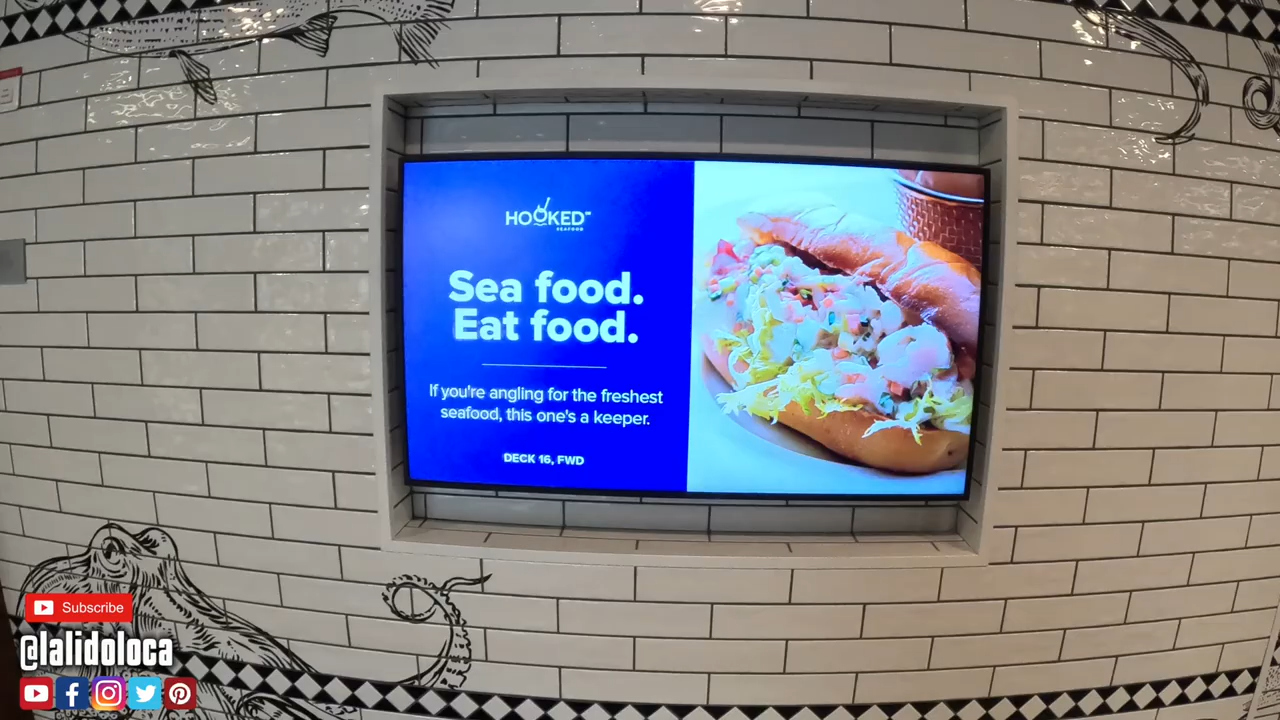 HOOKED
SEAFOOD
Sea food.
Eat food.
If you're angling for the freshest
seafood, this one's a keeper.
DECK 16, FWD
Subscribe
@lalidoloca